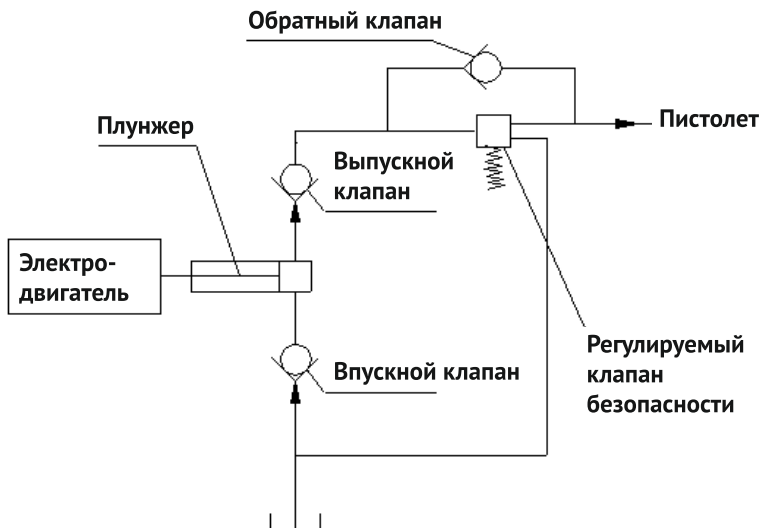 Обратный клапан
Пистолет
Плунжер
Выпускной
клапан
Электро-
двигатель
Впускной клапан
Регулируемый
клапан
безопасности